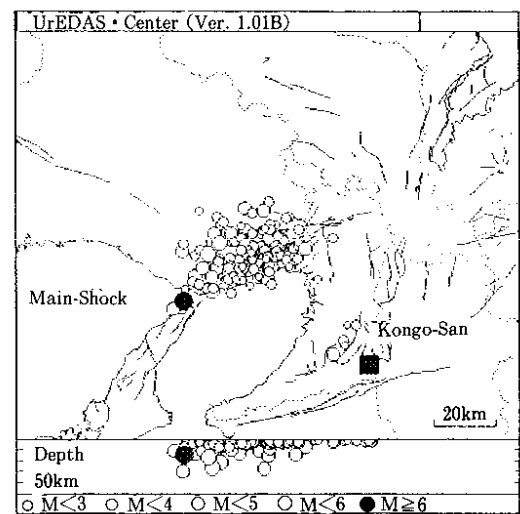 UrEDAS・Center (Ver. 1.01B)
Main-Shock
Kongo-San
20km
Depth
50km
M<3 M<4 M<5 M<6 M≧6